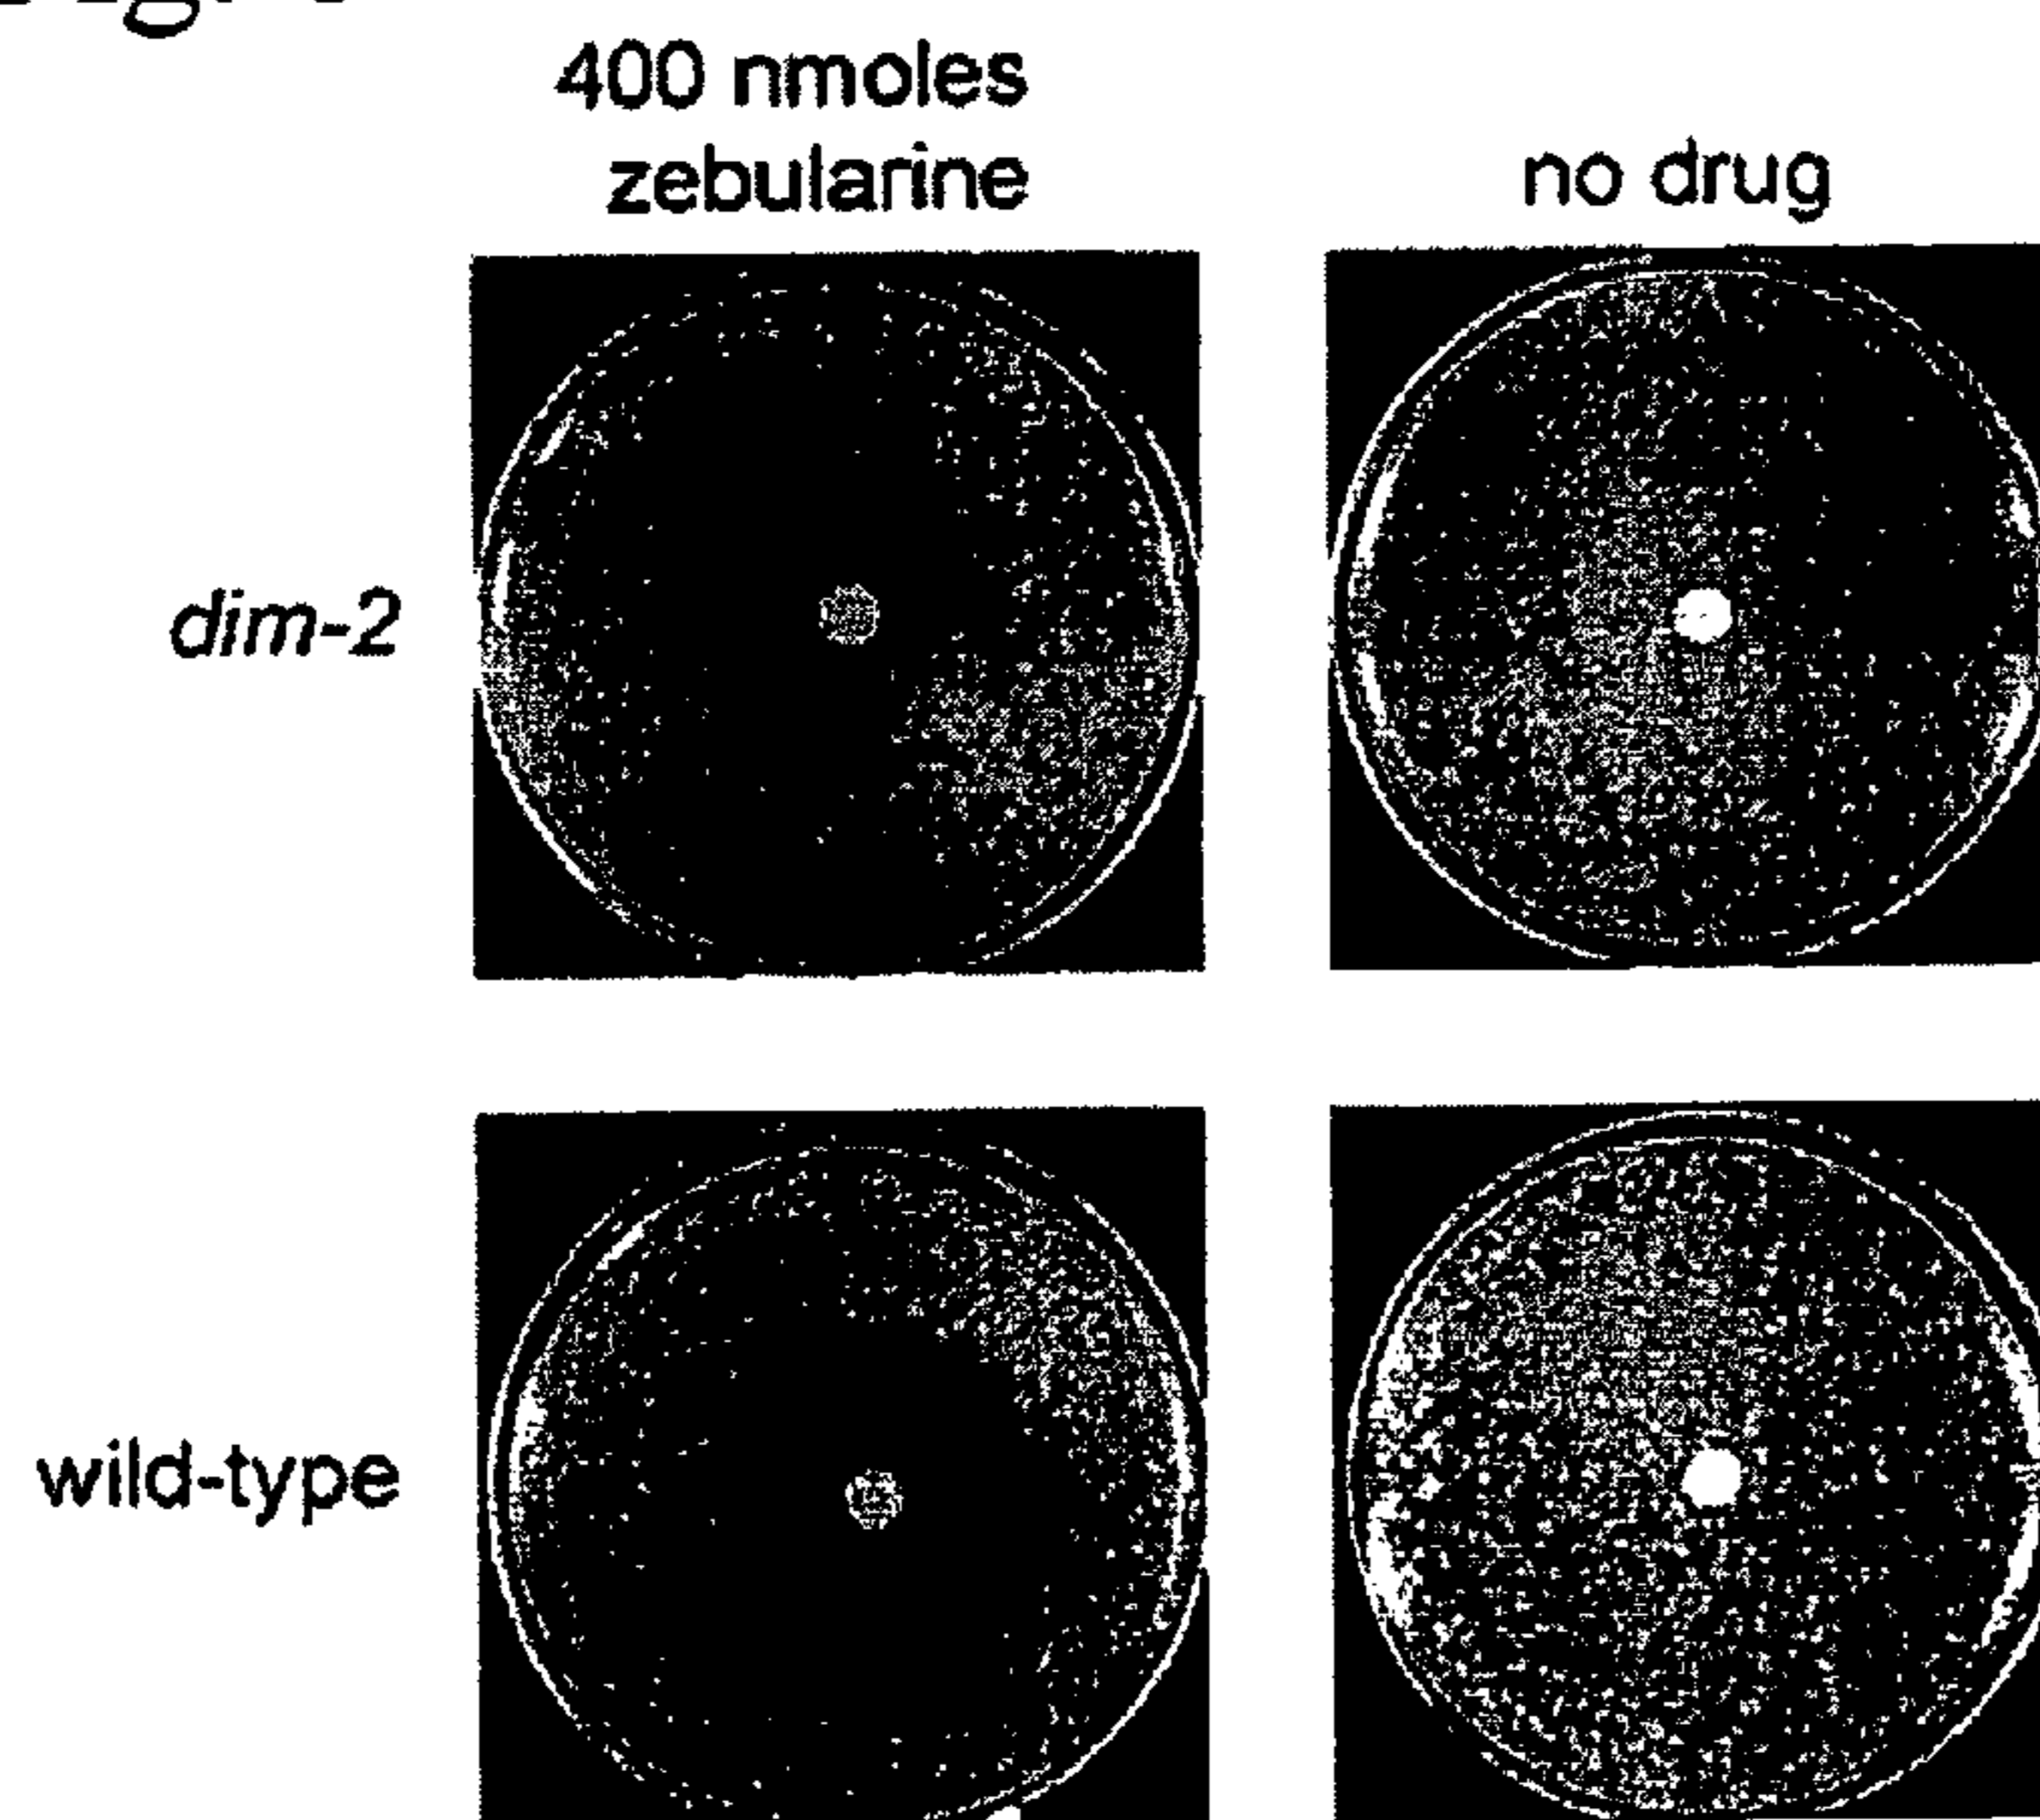 400 nmoles
zebularine
no drug
dim-2
wild-type